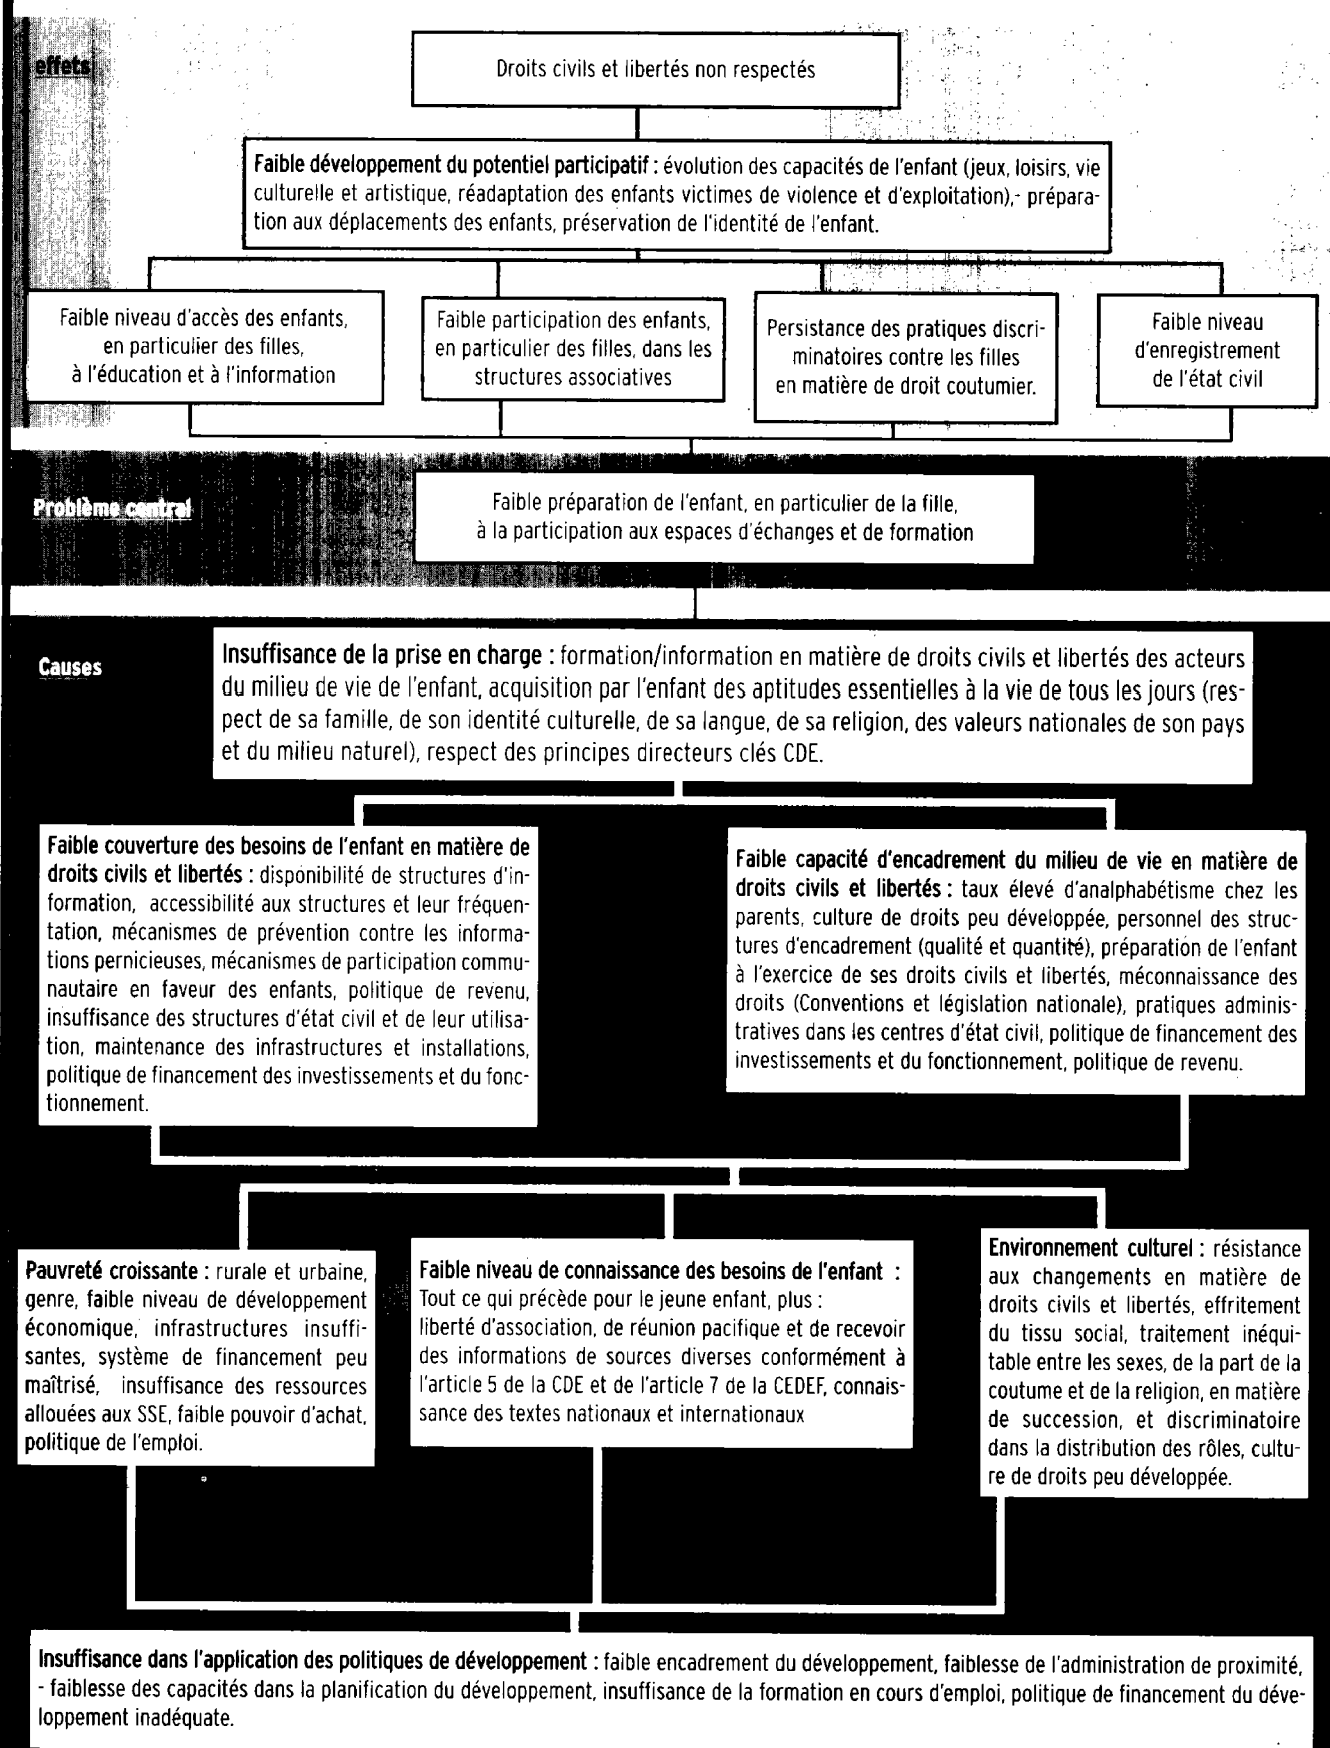 effets
Droits civils et libertés non respectés
Faible développement du potentiel participatif : évolution des capacités de l'enfant (jeux, loisirs, vie
culturelle et artistique, réadaptation des enfants victimes de violence et d'exploitation),- prépara-
tion aux déplacements des enfants, préservation de l'identité de l'enfant.
Faible niveau d'accès des enfants,
en particulier des filles,
à l'éducation et à l'information
Faible participation des enfants,
en particulier des filles, dans les
structures associatives
Persistance des pratiques discri-
minatoires contre les filles
en matière de droit coutumier.
Faible niveau
d'enregistrement
de l'état civil
Problème central
Faible préparation de l'enfant, en particulier de la fille,
à la participation aux espaces d'échanges et de formation
Causes
Insuffisance de la prise en charge : formation/information en matière de droits civils et libertés des acteurs
du milieu de vie de l'enfant, acquisition par l'enfant des aptitudes essentielles à la vie de tous les jours (res-
pect de sa famille, de son identité culturelle, de sa langue, de sa religion, des valeurs nationales de son pays
et du milieu naturel), respect des principes directeurs clés CDE.
Faible couverture des besoins de l'enfant en matière de
droits civils et libertés : disponibilité de structures d'in-
formation, accessibilité aux structures et leur fréquen-
tation, mécanismes de prévention contre les informa-
tions pernicieuses, mécanismes de participation commu-
nautaire en faveur des enfants, politique de revenu,
insuffisance des structures d'état civil et de leur utilisa-
tion, maintenance des infrastructures et installations,
politique de financement des investissements et du fonc-
tionnement.
Faible capacité d'encadrement du milieu de vie en matière de
droits civils et libertés : taux élevé d'analphabétisme chez les
parents, culture de droits peu développée, personnel des struc-
tures d'encadrement (qualité et quantité), préparation de l'enfant
à l'exercice de ses droits civils et libertés, méconnaissance des
droits (Conventions et législation nationale), pratiques adminis-
tratives dans les centres d'état civil, politique de financement des
investissements et du fonctionnement, politique de revenu.
Pauvreté croissante : rurale et urbaine,
genre, faible niveau de développement
économique, infrastructures insuffi-
santes, système de financement peu
maîtrisé, insuffisance des ressources
allouées aux SSE, faible pouvoir d'achat,
politique de l'emploi.
Faible niveau de connaissance des besoins de l'enfant :
Tout ce qui précède pour le jeune enfant, plus :
liberté d'association, de réunion pacifique et de recevoir
des informations de sources diverses conformément à
l'article 5 de la CDE et de l'article 7 de la CEDEF, connais-
sance des textes nationaux et internationaux
Environnement culturel : résistance
aux changements en matière de
droits civils et libertés, effritement
du tissu social, traitement inéqui-
table entre les sexes, de la part de la
coutume et de la religion, en matière
de succession, et discriminatoire
dans la distribution des rôles, cultu-
re de droits peu développée.
Insuffisance dans l'application des politiques de développement : faible encadrement du développement, faiblesse de l'administration de proximité,
- faiblesse des capacités dans la planification du développement, insuffisance de la formation en cours d'emploi, politique de financement du déve-
loppement inadéquate.